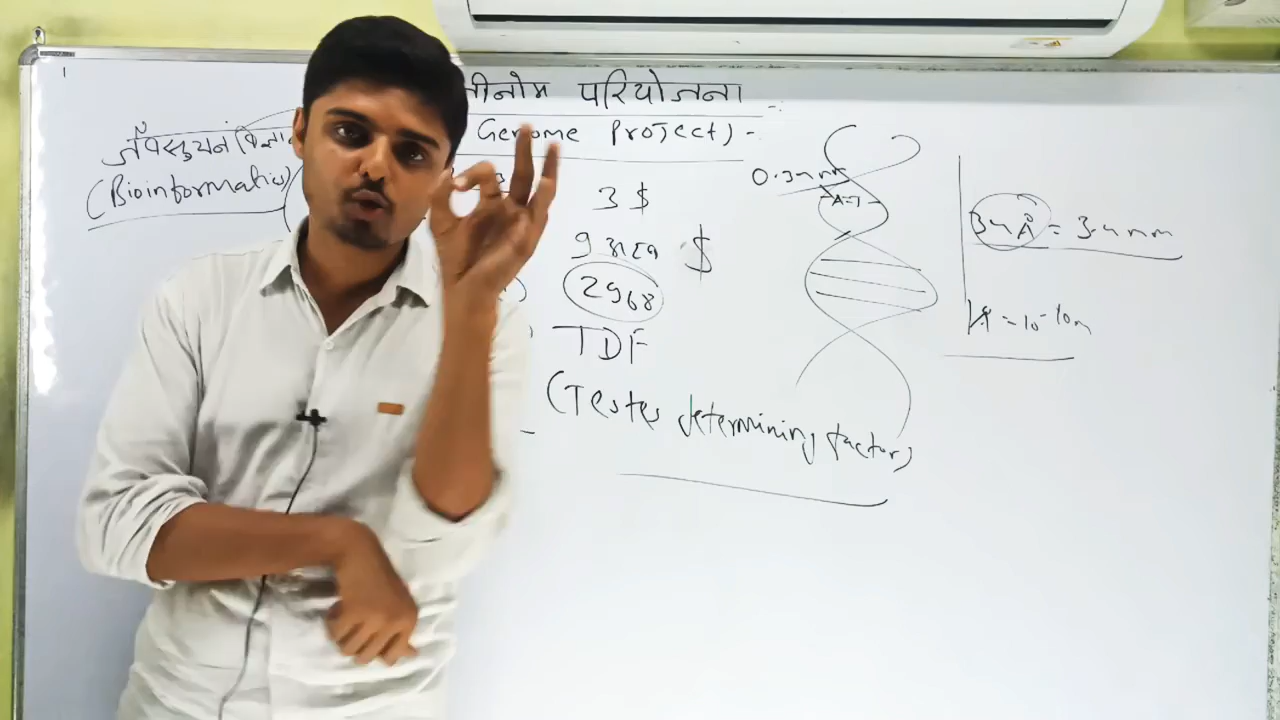 परियोजना
Genome Project) -
(Bioinformatics)
3 $
9 अरब $
2968
TDF
(Testes determining factor)
0.34nm
A-T
34Å = 3.4nm
1Å = 10⁻¹⁰m